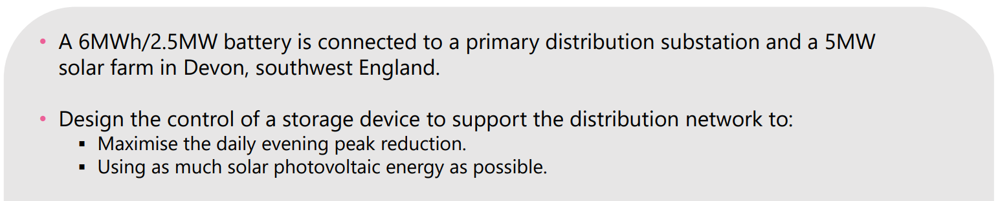 • A 6MWh/2.5MW battery is connected to a primary distribution substation and a 5MW
solar farm in Devon, southwest England.
• Design the control of a storage device to support the distribution network to:
▪ Maximise the daily evening peak reduction.
▪ Using as much solar photovoltaic energy as possible.